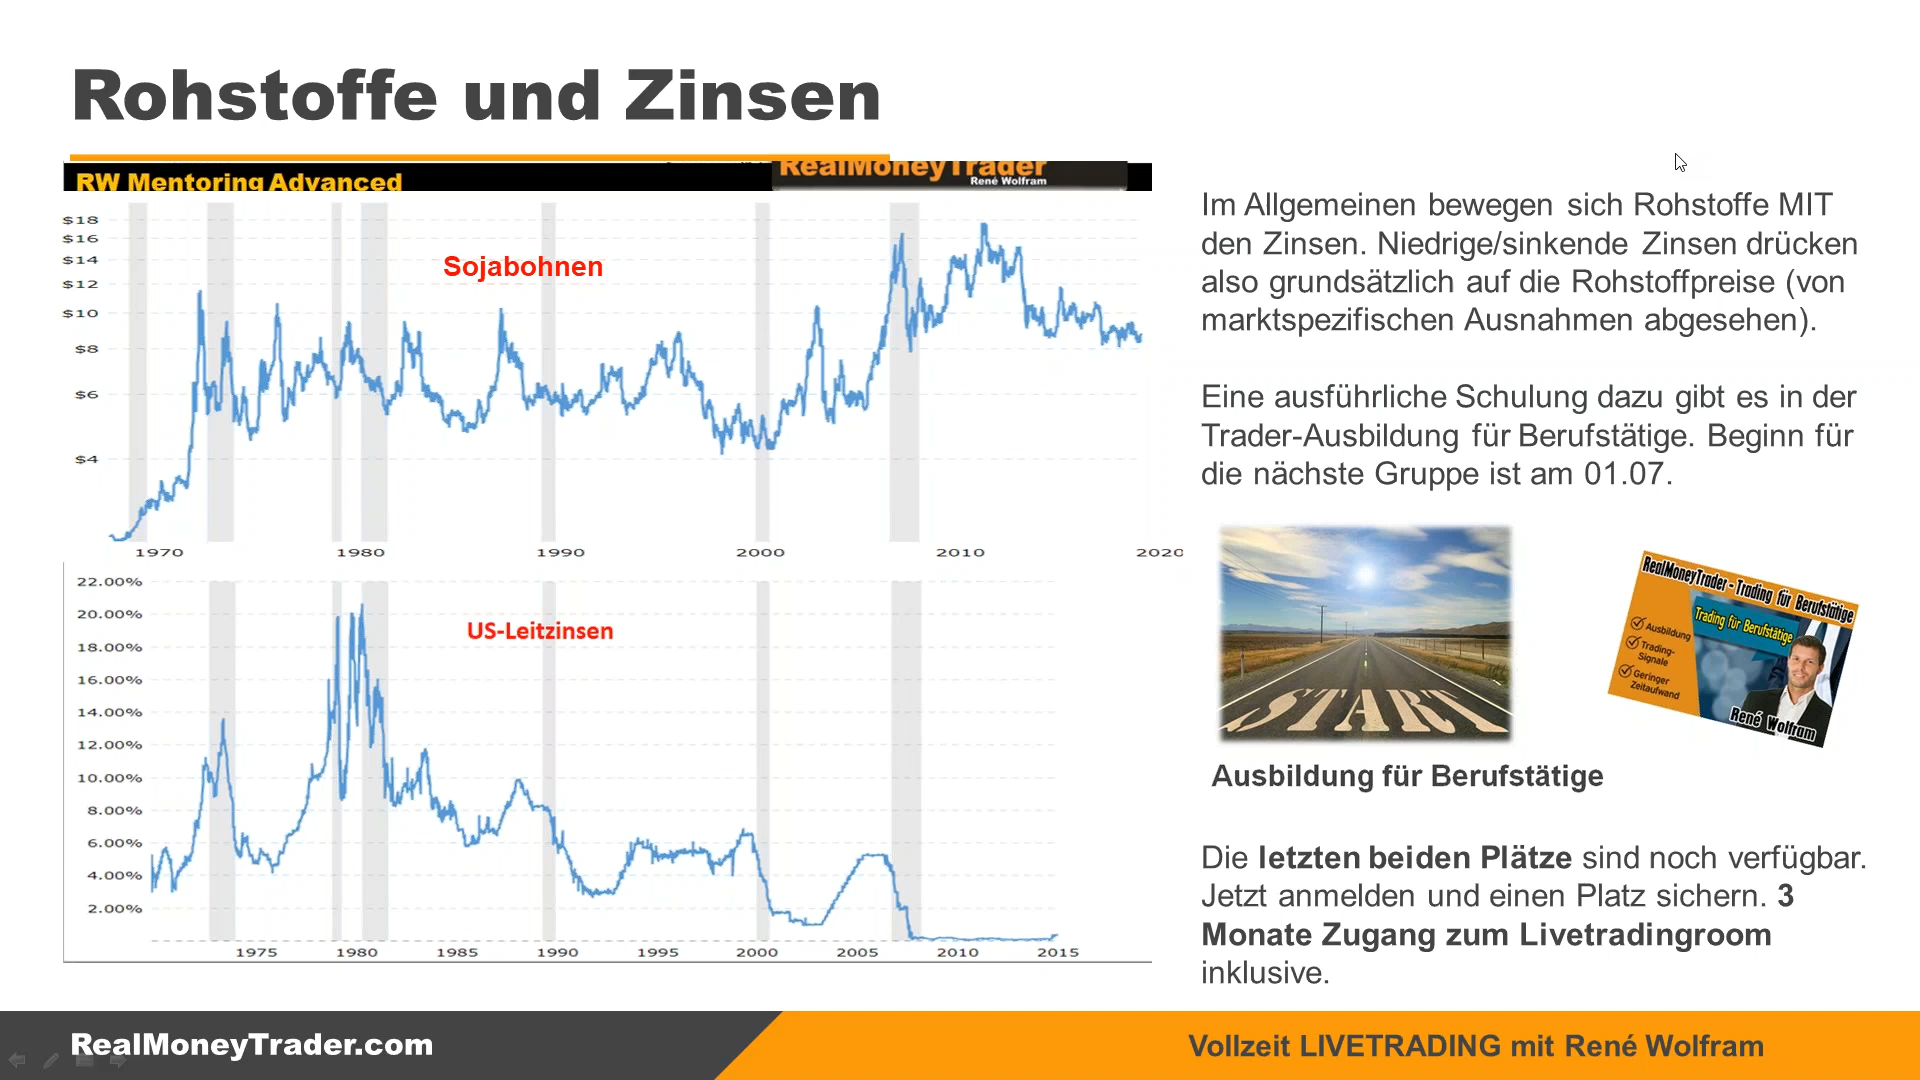 Rohstoffe und Zinsen
RW Mentoring Advanced
RealMoneyTrader
René Wolfram
$18
$16
$14
$12
$10
$8
$6
$4
Sojabohnen
1970 1980 1990 2000 2010 2020
22.00%
20.00%
18.00%
16.00%
14.00%
12.00%
10.00%
8.00%
6.00%
4.00%
2.00%
US-Leitzinsen
1975 1980 1985 1990 1995 2000 2005 2010 2015
Im Allgemeinen bewegen sich Rohstoffe MIT
den Zinsen. Niedrige/sinkende Zinsen drücken
also grundsätzlich auf die Rohstoffpreise (von
marktspezifischen Ausnahmen abgesehen).
Eine ausführliche Schulung dazu gibt es in der
Trader-Ausbildung für Berufstätige. Beginn für
die nächste Gruppe ist am 01.07.
START
RealMoneyTrader - Trading für Berufstätige
Trading für Berufstätige
Ausbildung
Trading-
Signale
Geringer
Zeitaufwand
René Wolfram
Ausbildung für Berufstätige
Die letzten beiden Plätze sind noch verfügbar.
Jetzt anmelden und einen Platz sichern. 3
Monate Zugang zum Livetradingroom
inklusive.
RealMoneyTrader.com
Vollzeit LIVETRADING mit René Wolfram